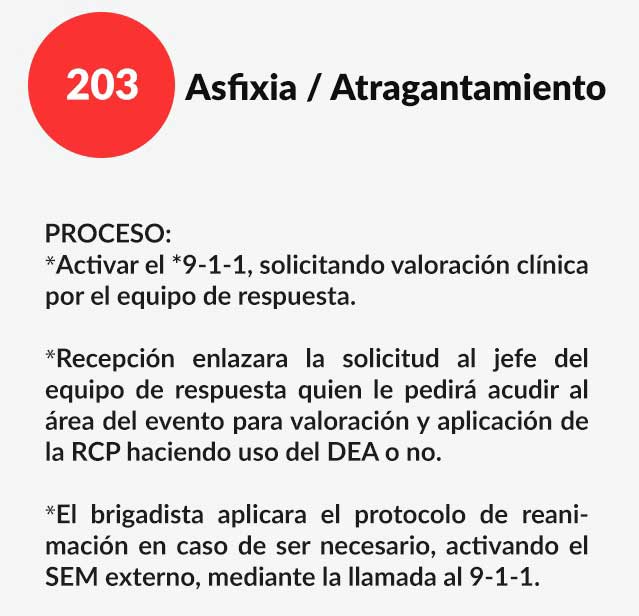 203 Asfixia / Atragantamiento
PROCESO:
*Activar el *9-1-1, solicitando valoración clínica
por el equipo de respuesta.
*Recepción enlazara la solicitud al jefe del
equipo de respuesta quien le pedirá acudir al
área del evento para valoración y aplicación de
la RCP haciendo uso del DEA o no.
*El brigadista aplicara el protocolo de reani-
mación en caso de ser necesario, activando el
SEM externo, mediante la llamada al 9-1-1.